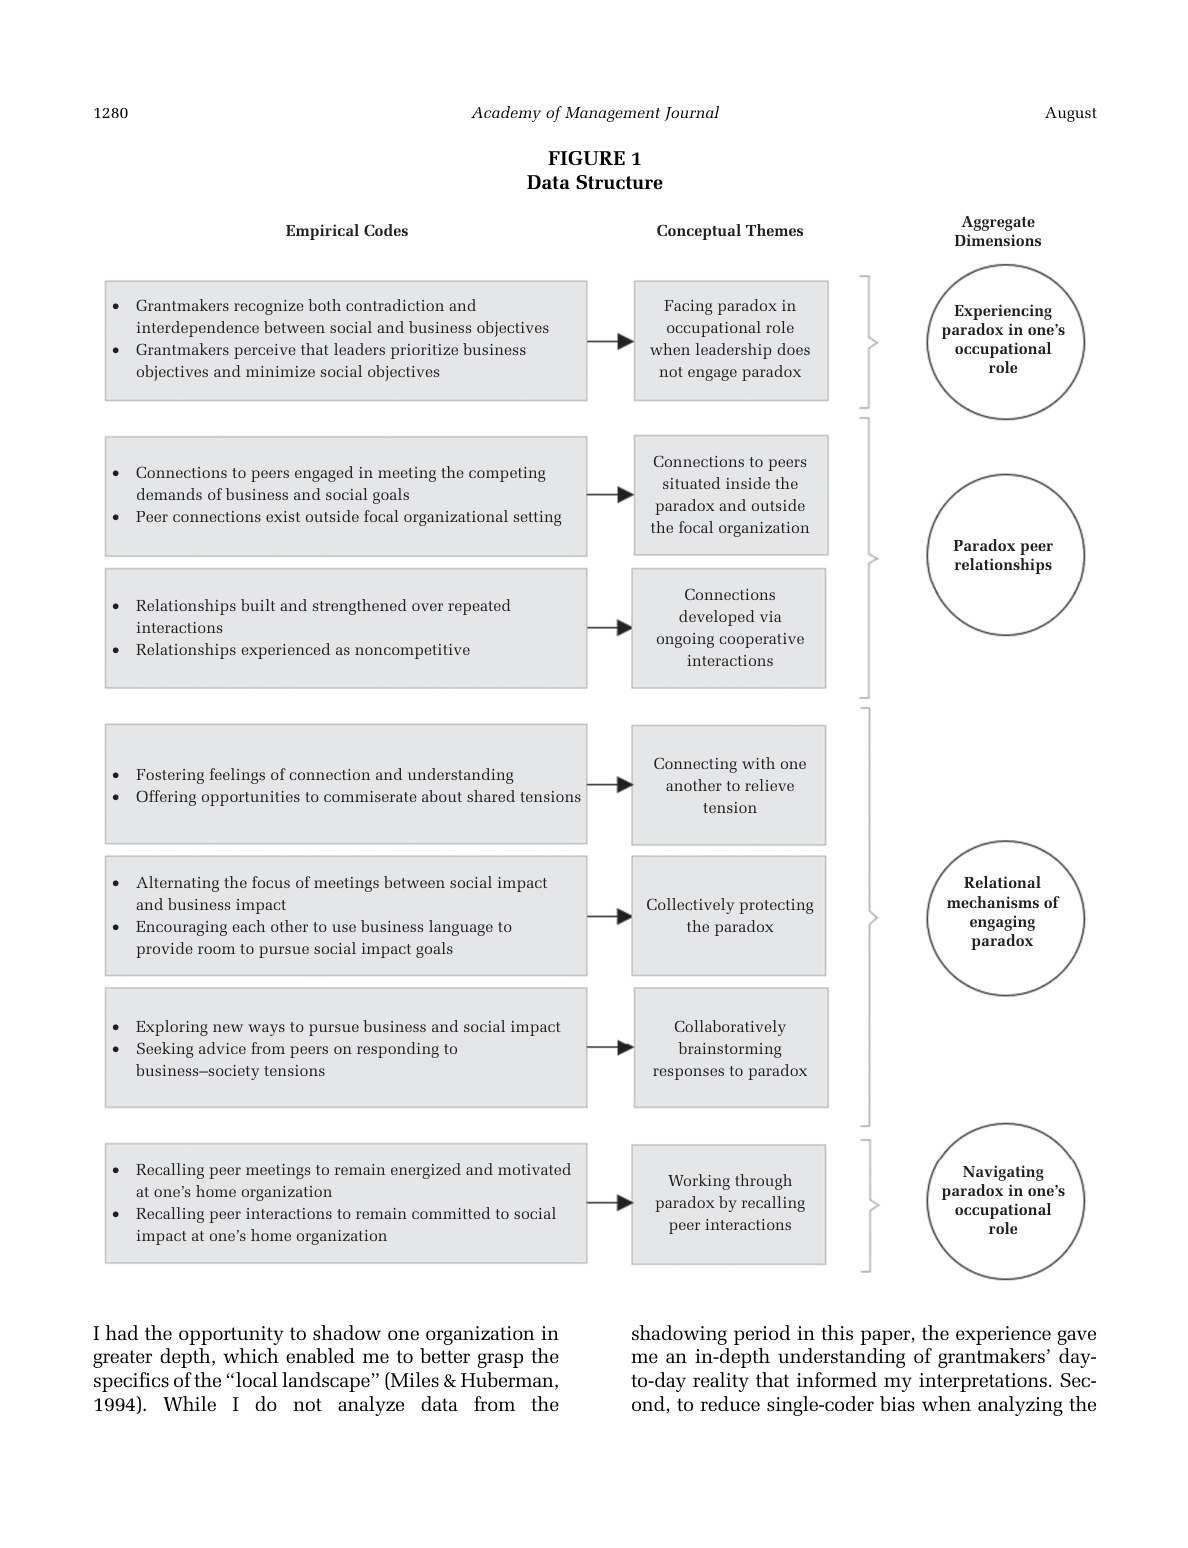 1280
Academy of Management Journal
August
FIGURE 1
Data Structure
Empirical Codes
Conceptual Themes
Aggregate
Dimensions
• Grantmakers recognize both contradiction and
interdependence between social and business objectives
• Grantmakers perceive that leaders prioritize business
objectives and minimize social objectives
Facing paradox in
occupational role
when leadership does
not engage paradox
Experiencing
paradox in one’s
occupational
role
• Connections to peers engaged in meeting the competing
demands of business and social goals
• Peer connections exist outside focal organizational setting
Connections to peers
situated inside the
paradox and outside
the focal organization
• Relationships built and strengthened over repeated
interactions
• Relationships experienced as noncompetitive
Connections
developed via
ongoing cooperative
interactions
Paradox peer
relationships
• Fostering feelings of connection and understanding
• Offering opportunities to commiserate about shared tensions
Connecting with one
another to relieve
tension
• Alternating the focus of meetings between social impact
and business impact
• Encouraging each other to use business language to
provide room to pursue social impact goals
Collectively protecting
the paradox
• Exploring new ways to pursue business and social impact
• Seeking advice from peers on responding to
business–society tensions
Collaboratively
brainstorming
responses to paradox
Relational
mechanisms of
engaging
paradox
• Recalling peer meetings to remain energized and motivated
at one’s home organization
• Recalling peer interactions to remain committed to social
impact at one’s home organization
Working through
paradox by recalling
peer interactions
Navigating
paradox in one’s
occupational
role
I had the opportunity to shadow one organization in
greater depth, which enabled me to better grasp the
specifics of the “local landscape” (Miles & Huberman,
1994). While I do not analyze data from the
shadowing period in this paper, the experience gave
me an in-depth understanding of grantmakers’ day-
to-day reality that informed my interpretations. Sec-
ond, to reduce single-coder bias when analyzing the